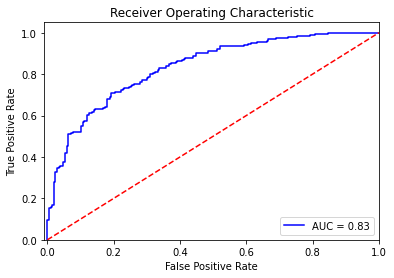 Receiver Operating Characteristic
1.0
0.8
0.6
0.4
0.2
0.0
True Positive Rate
AUC = 0.83
0.0 0.2 0.4 0.6 0.8 1.0
False Positive Rate